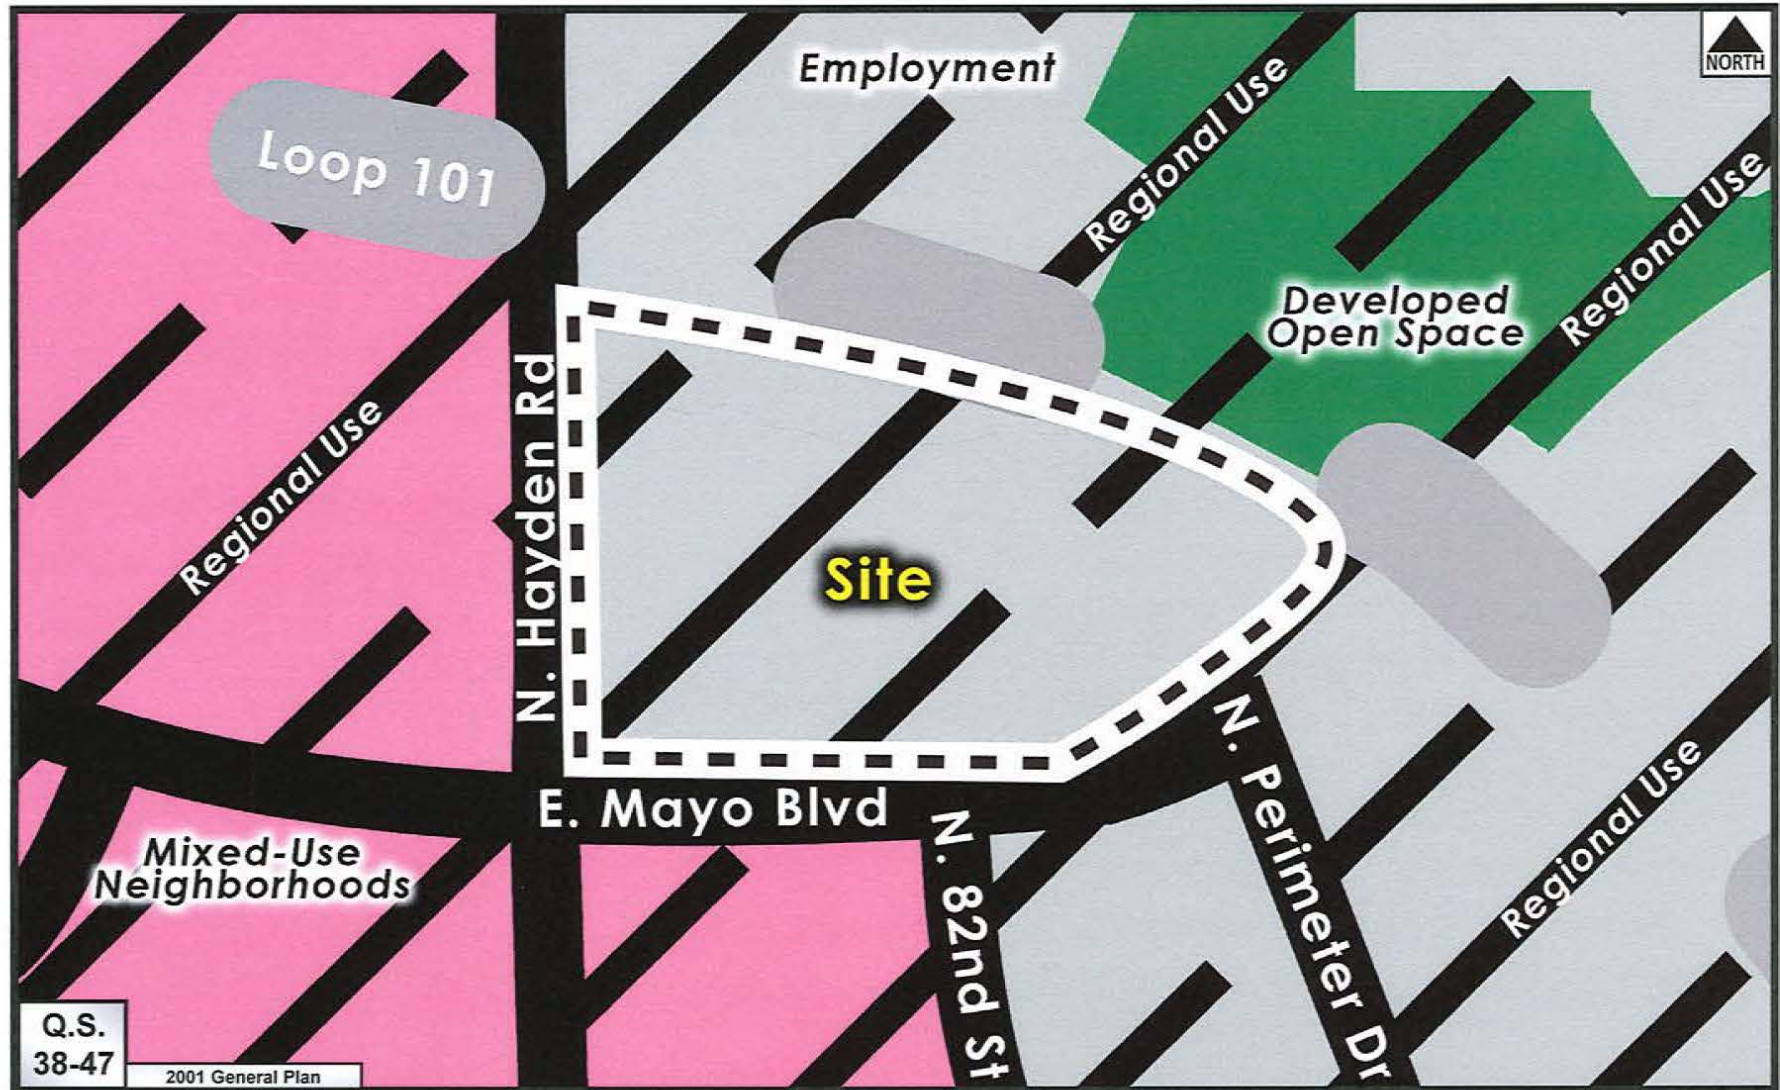 NORTH
Employment
Regional Use
Loop 101
Regional Use
Developed
Open Space
N. Hayden Rd
Regional Use
Site
N. Perimeter Dr
E. Mayo Blvd
Regional Use
N. 82nd St
Mixed-Use
Neighborhoods
Q.S.
38-47
2001 General Plan